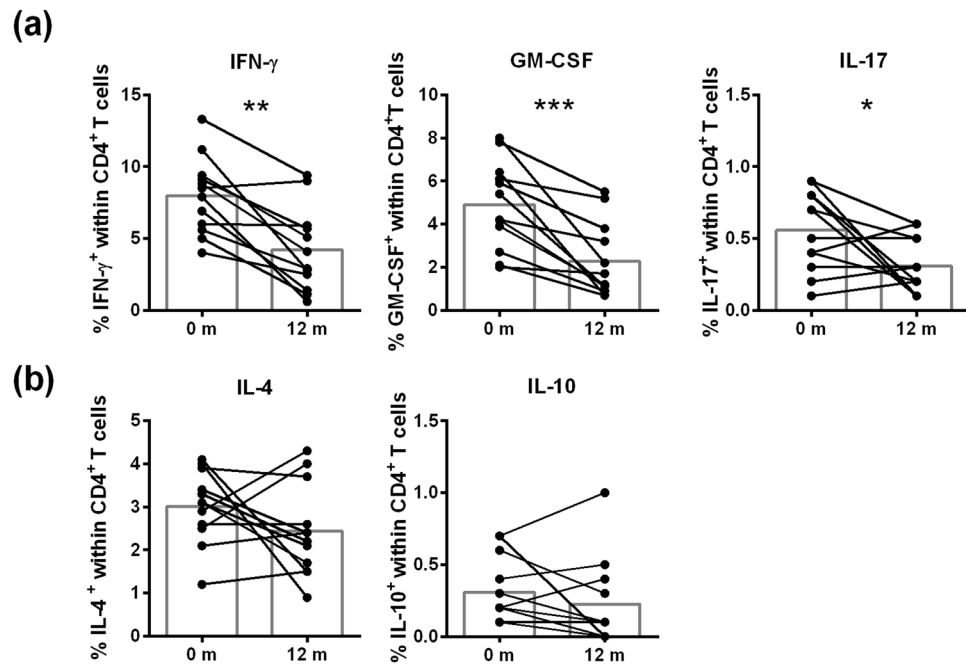 (a)
IFN-γ
% IFN-γ⁺ within CD4⁺ T cells
15
10
5
0
**
0 m
12 m
GM-CSF
% GM-CSF⁺ within CD4⁺T cells
10
8
6
4
2
0
***
0 m
12 m
IL-17
% IL-17⁺ within CD4⁺ T cells
1.5
1.0
0.5
0.0
*
0 m
12 m
(b)
IL-4
% IL-4 ⁺ within CD4⁺ T cells
5
4
3
2
1
0
0 m
12 m
IL-10
% IL-10⁺ within CD4⁺ T cells
1.5
1.0
0.5
0.0
0 m
12 m